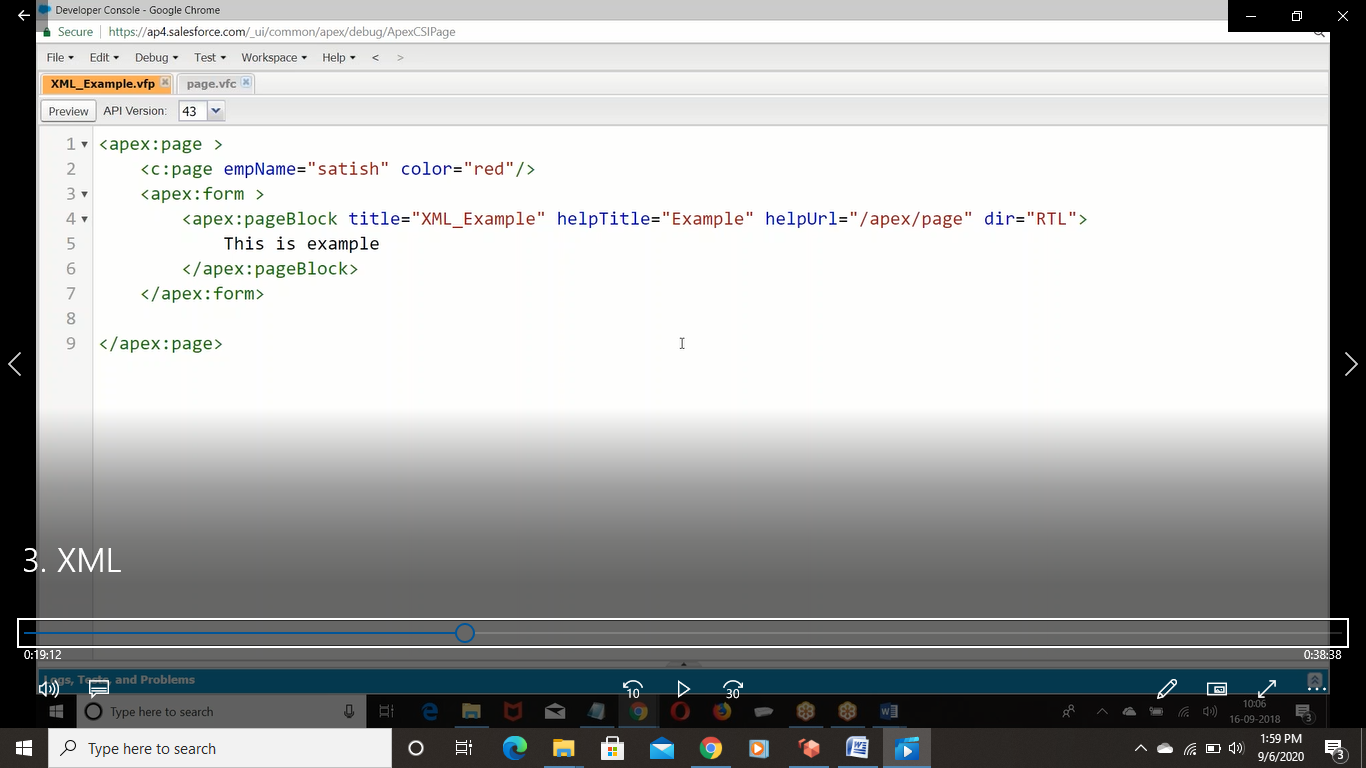 Developer Console - Google Chrome
Secure | https://ap4.salesforce.com/_ui/common/apex/debug/ApexCSIPage
File Edit Debug Test Workspace Help < >
XML_Example.vfp page.vfc
Preview API Version: 43
1 <apex:page >
2 <c:page empName="satish" color="red"/>
3 <apex:form >
4 <apex:pageBlock title="XML_Example" helpTitle="Example" helpUrl="/apex/page" dir="RTL">
5 This is example
6 </apex:pageBlock>
7 </apex:form>
8
9 </apex:page>
3. XML
0:19:12 0:38:38
Logs, Tests, and Problems
10 30
Type here to search
10:06
16-09-2018
3
Type here to search
1:59 PM
9/6/2020
3